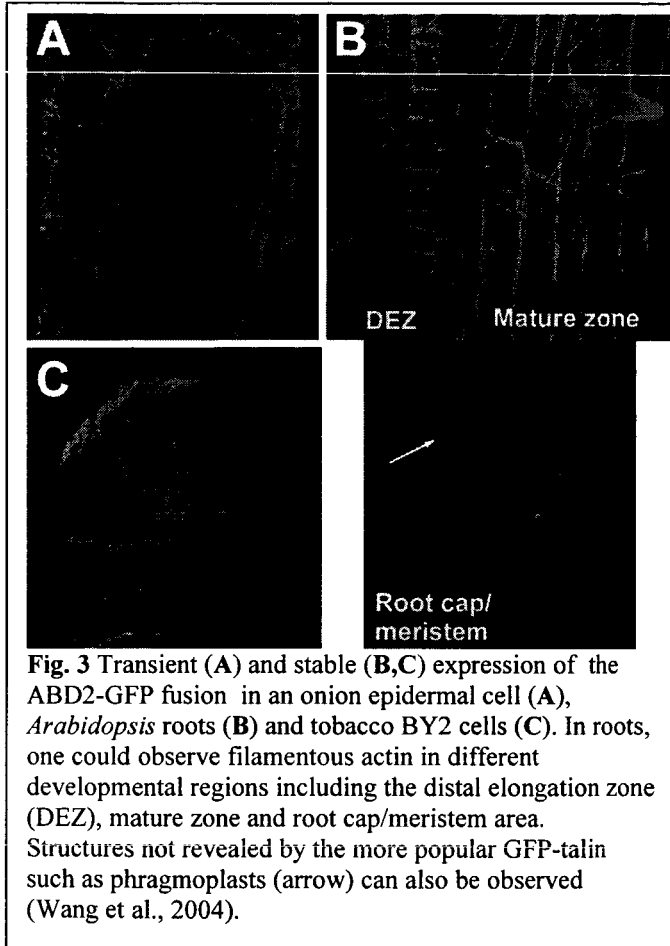 A
B
DEZ
Mature zone
C
Root cap/
meristem
Fig. 3 Transient (A) and stable (B,C) expression of the
ABD2-GFP fusion in an onion epidermal cell (A),
Arabidopsis roots (B) and tobacco BY2 cells (C). In roots,
one could observe filamentous actin in different
developmental regions including the distal elongation zone
(DEZ), mature zone and root cap/meristem area.
Structures not revealed by the more popular GFP-talin
such as phragmoplasts (arrow) can also be observed
(Wang et al., 2004).